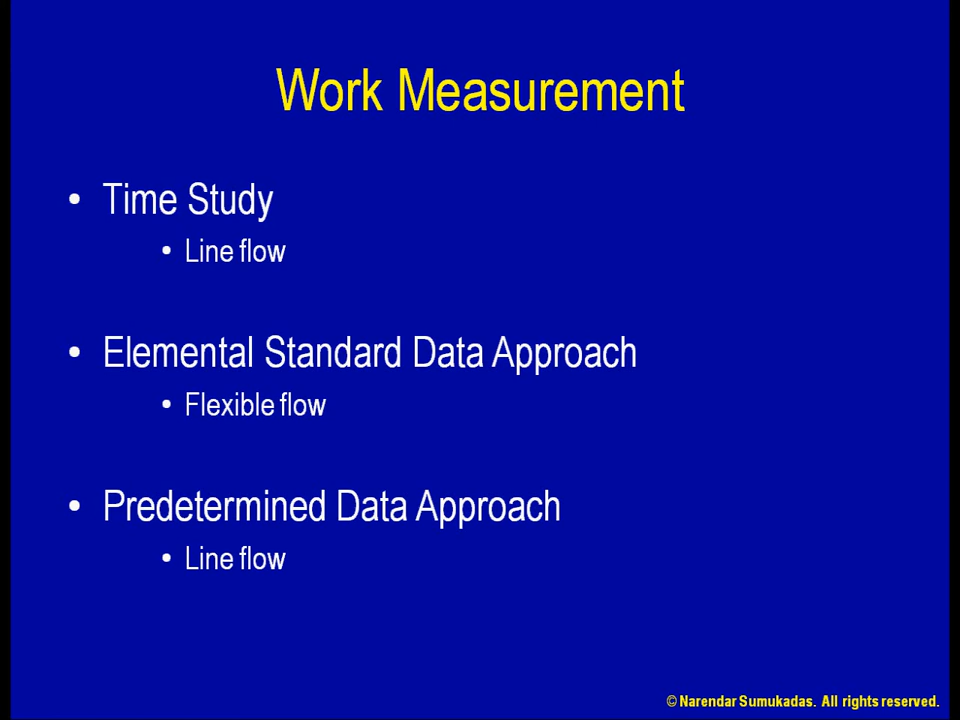 Work Measurement
• Time Study
• Line flow
• Elemental Standard Data Approach
• Flexible flow
• Predetermined Data Approach
• Line flow
© Narendar Sumukadas. All rights reserved.